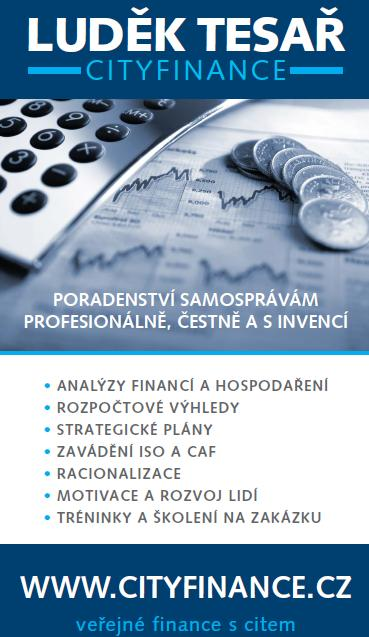 LUDĚK TESAŘ
CITYFINANCE
PORADENSTVÍ SAMOSPRÁVÁM
PROFESIONÁLNĚ, ČESTNĚ A S INVENCÍ
• ANALÝZY FINANCÍ A HOSPODAŘENÍ
• ROZPOČTOVÉ VÝHLEDY
• STRATEGICKÉ PLÁNY
• ZAVÁDĚNÍ ISO A CAF
• RACIONALIZACE
• MOTIVACE A ROZVOJ LIDÍ
• TRÉNINKY A ŠKOLENÍ NA ZAKÁZKU
WWW.CITYFINANCE.CZ
veřejné finance s citem